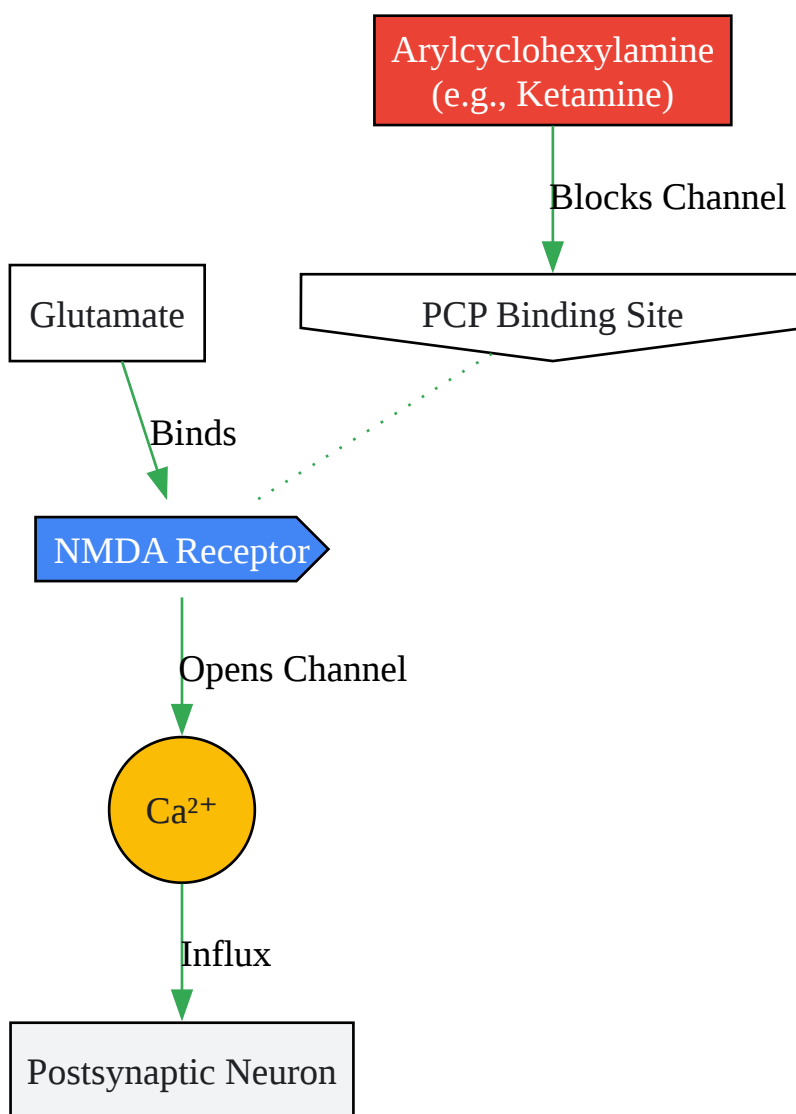 Arylcyclohexylamine
(e.g., Ketamine)
Blocks Channel
Glutamate
PCP Binding Site
Binds
NMDA Receptor
Opens Channel
Ca²⁺
Influx
Postsynaptic Neuron